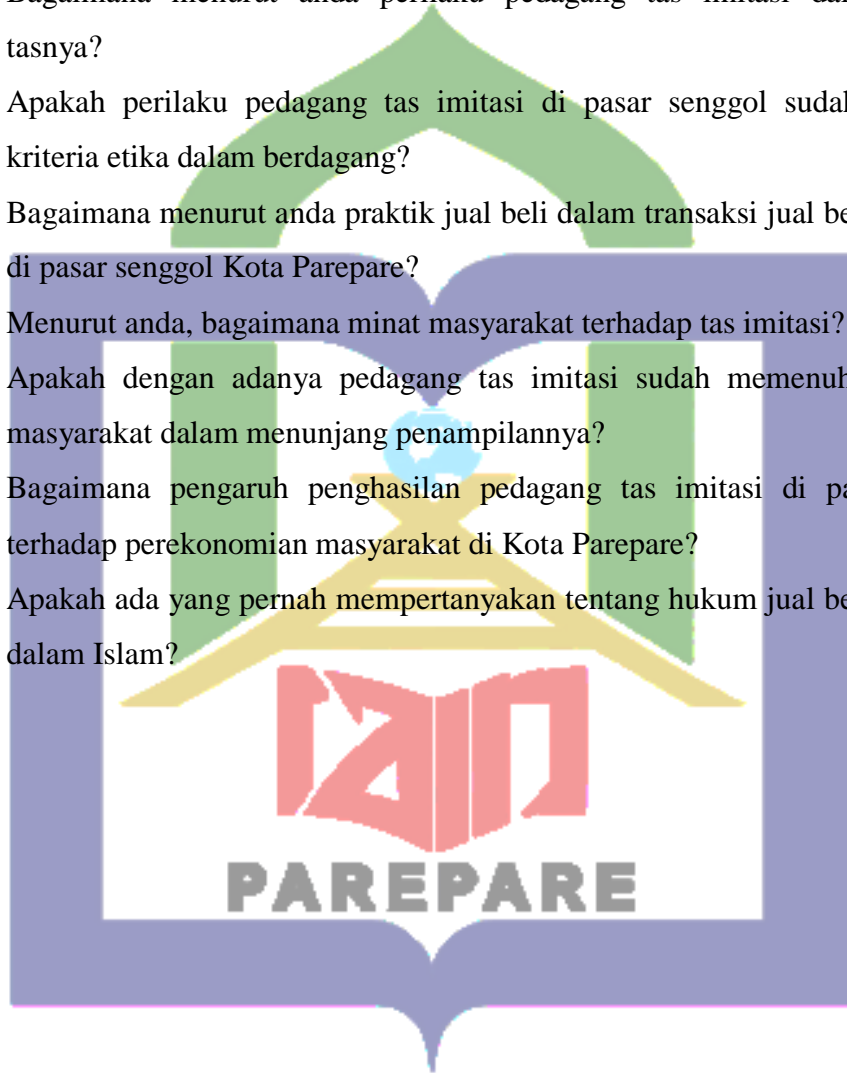 Bagaimana menurut anda perilaku pedagang tas imitasi
tasnya?
Apakah perilaku pedagang tas imitasi di pasar senggol sudah
kriteria etika dalam berdagang?
Bagaimana menurut anda praktik jual beli dalam transaksi jual be
di pasar senggol Kota Parepare?
Menurut anda, bagaimana minat masyarakat terhadap tas imitasi?
Apakah dengan adanya pedagang tas imitasi sudah memenuh
masyarakat dalam menunjang penampilannya?
Bagaimana pengaruh penghasilan pedagang tas imitasi di pa
terhadap perekonomian masyarakat di Kota Parepare?
Apakah ada yang pernah mempertanyakan tentang hukum jual be
dalam Islam?
iain
PAREPARE